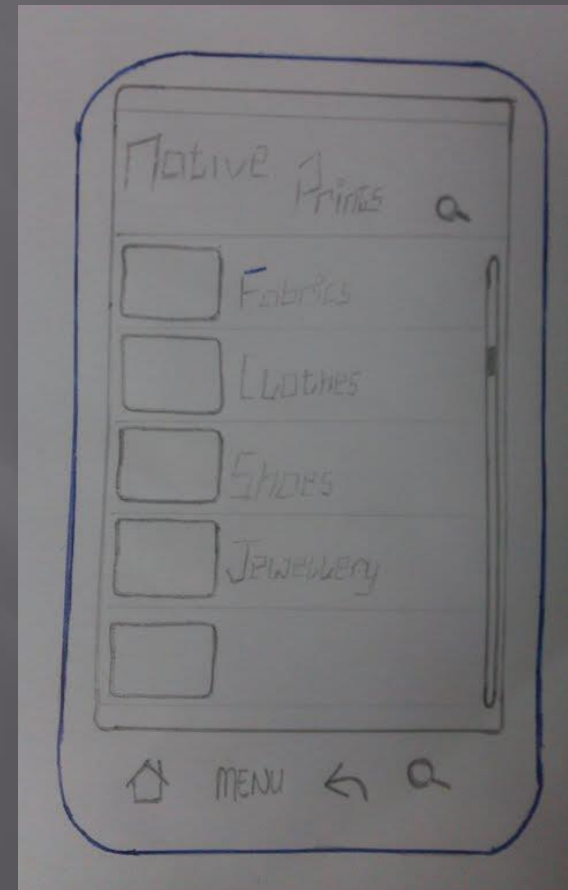 Native Prints
Fabrics
Clothes
Shoes
Jewellery
MENU